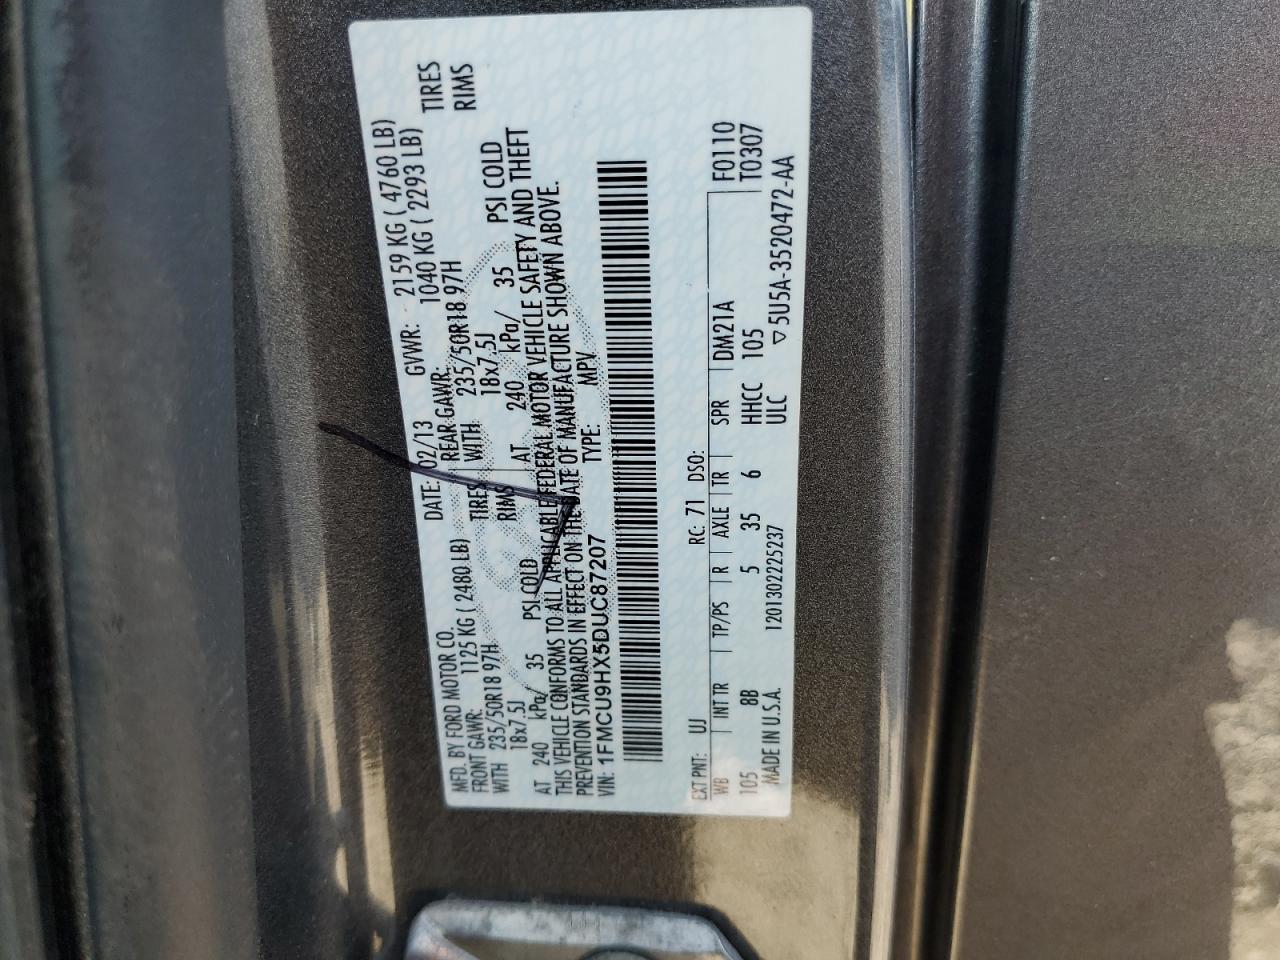 MFD. BY FORD MOTOR CO.
DATE: 02/13 GVWR: 2159 KG ( 4760 LB)
FRONT GAWR: 1125 KG ( 2480 LB) REAR GAWR: 1040 KG ( 2293 LB)
WITH 235/50R18 97H TIRES WITH 235/50R18 97H TIRES
18x7.5J RIMS 18x7.5J RIMS
AT 240 kPa/ 35 PSI COLD AT 240 kPa/ 35 PSI COLD
THIS VEHICLE CONFORMS TO ALL APPLICABLE FEDERAL MOTOR VEHICLE SAFETY AND THEFT
PREVENTION STANDARDS IN EFFECT ON THE DATE OF MANUFACTURE SHOWN ABOVE.
VIN: 1FMCU9HX5DUC87207 TYPE: MPV
EXT PNT: UJ RC: 71 DSO: F0110
WB INT TR TP/PS R AXLE TR SPR DM21A T0307
105 8B 5 35 6 HHCC 105
MADE IN U.S.A. 1201302225237 ULC ▽ 5U5A-3520472-AA